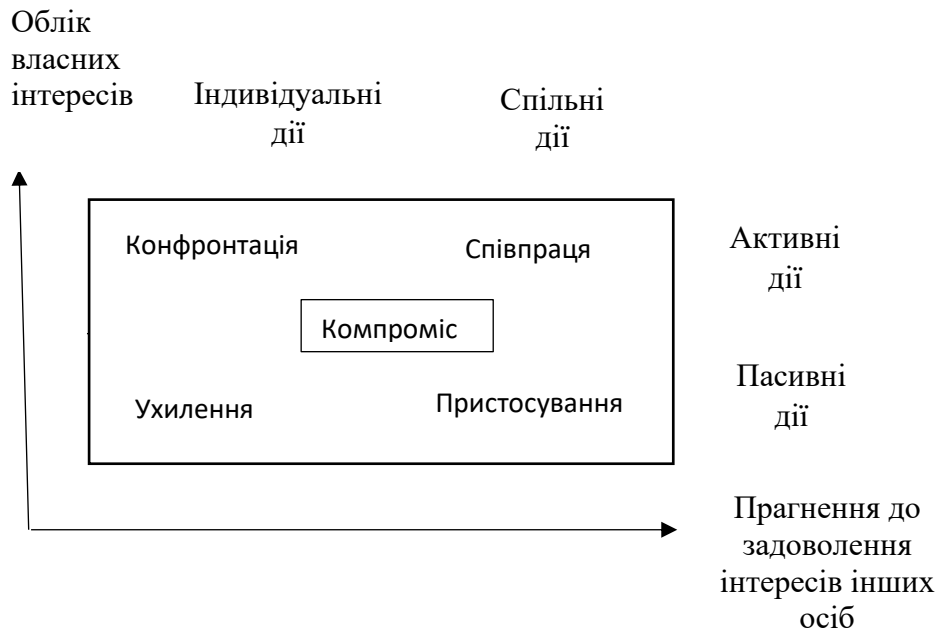 Облік
власних
інтересів
Індивідуальні
дії
Спільні
дії
Конфронтація
Співпраця
Активні
дії
Компроміс
Ухилення
Пристосування
Пасивні
дії
Прагнення до
задоволення
інтересів інших
осіб